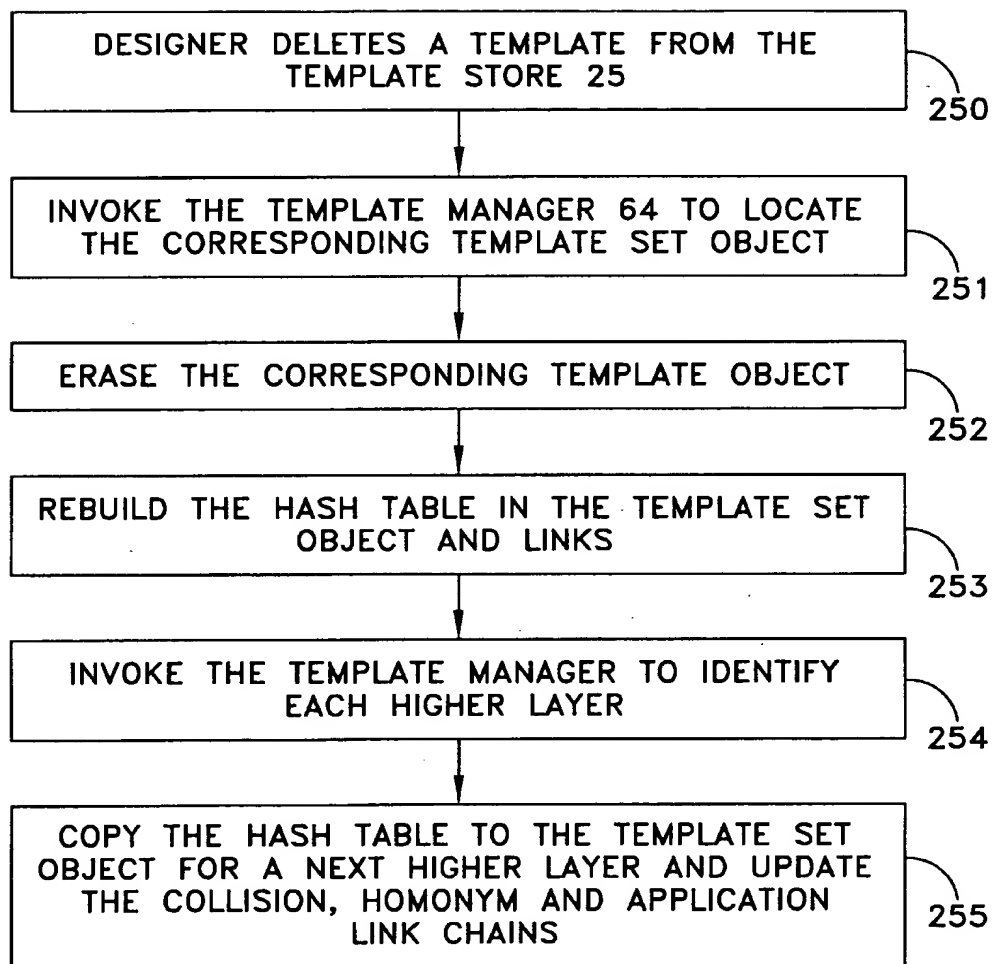 DESIGNER DELETES A TEMPLATE FROM THE
TEMPLATE STORE 25
250
INVOKE THE TEMPLATE MANAGER 64 TO LOCATE
THE CORRESPONDING TEMPLATE SET OBJECT
251
ERASE THE CORRESPONDING TEMPLATE OBJECT
252
REBUILD THE HASH TABLE IN THE TEMPLATE SET
OBJECT AND LINKS
253
INVOKE THE TEMPLATE MANAGER TO IDENTIFY
EACH HIGHER LAYER
254
COPY THE HASH TABLE TO THE TEMPLATE SET
OBJECT FOR A NEXT HIGHER LAYER AND UPDATE
THE COLLISION, HOMONYM AND APPLICATION
LINK CHAINS
255